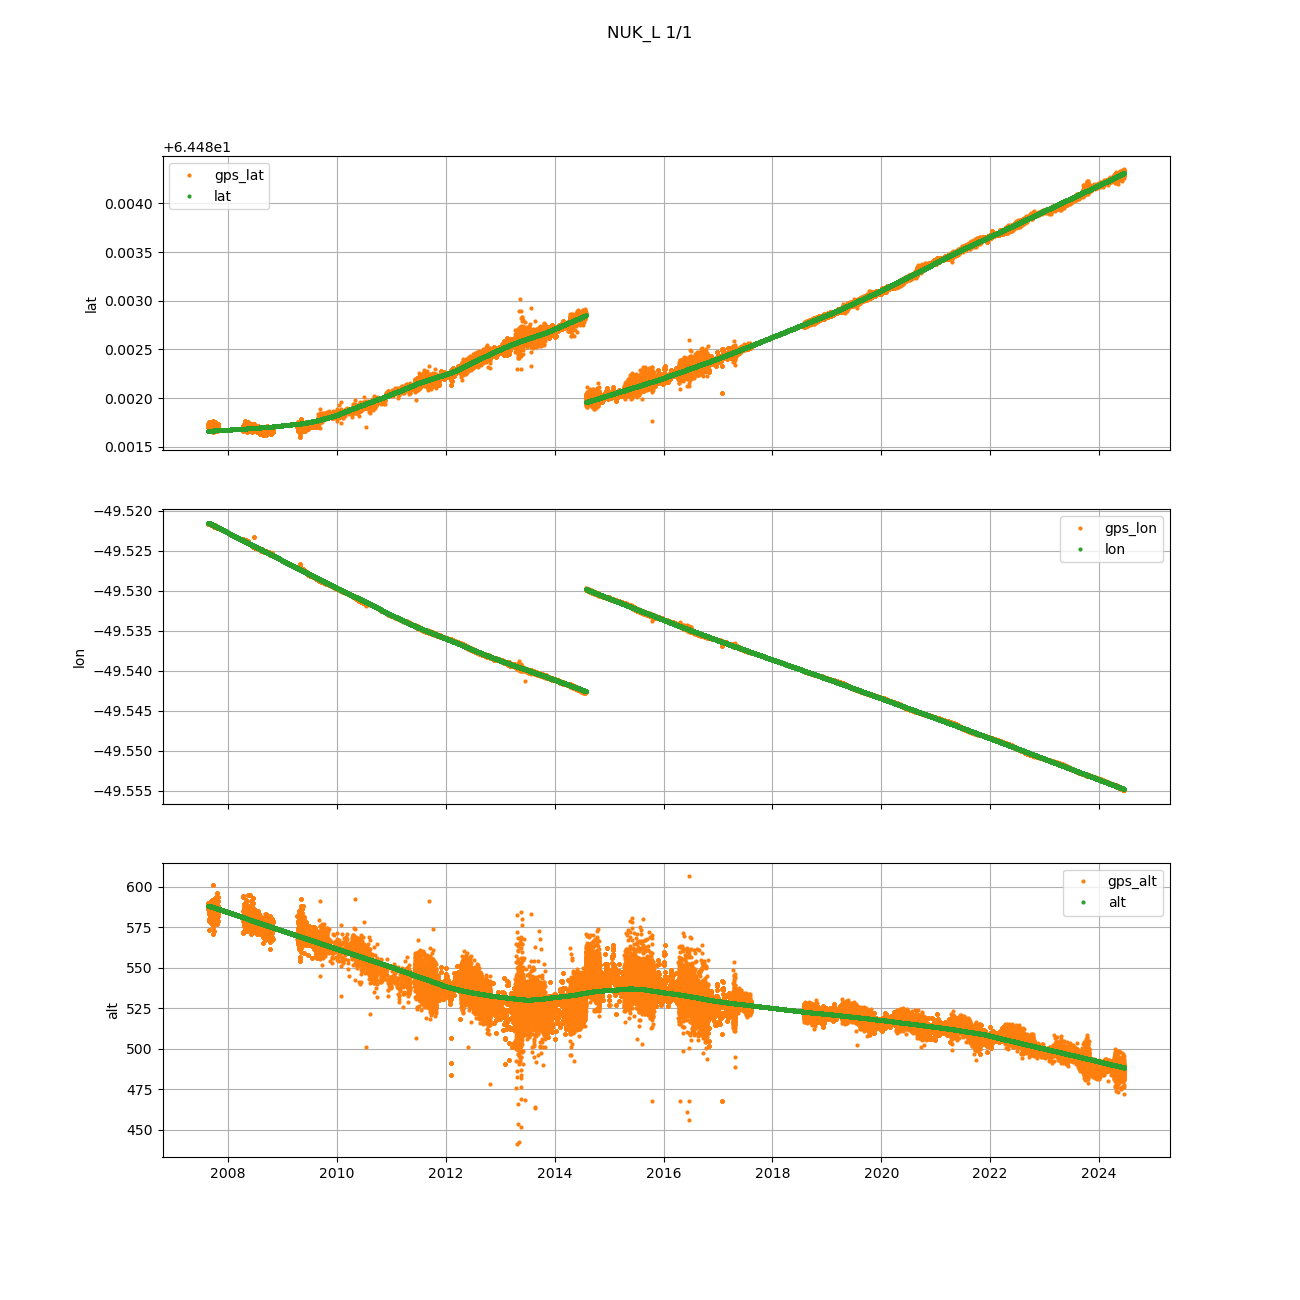 NUK_L 1/1
+6.448e1
gps_lat
lat
0.0040
0.0035
0.0030
0.0025
0.0020
0.0015
lat
−49.520
−49.525
−49.530
−49.535
−49.540
−49.545
−49.550
−49.555
lon
gps_lon
lon
600
575
550
525
500
475
450
alt
gps_alt
alt
2008 2010 2012 2014 2016 2018 2020 2022 2024